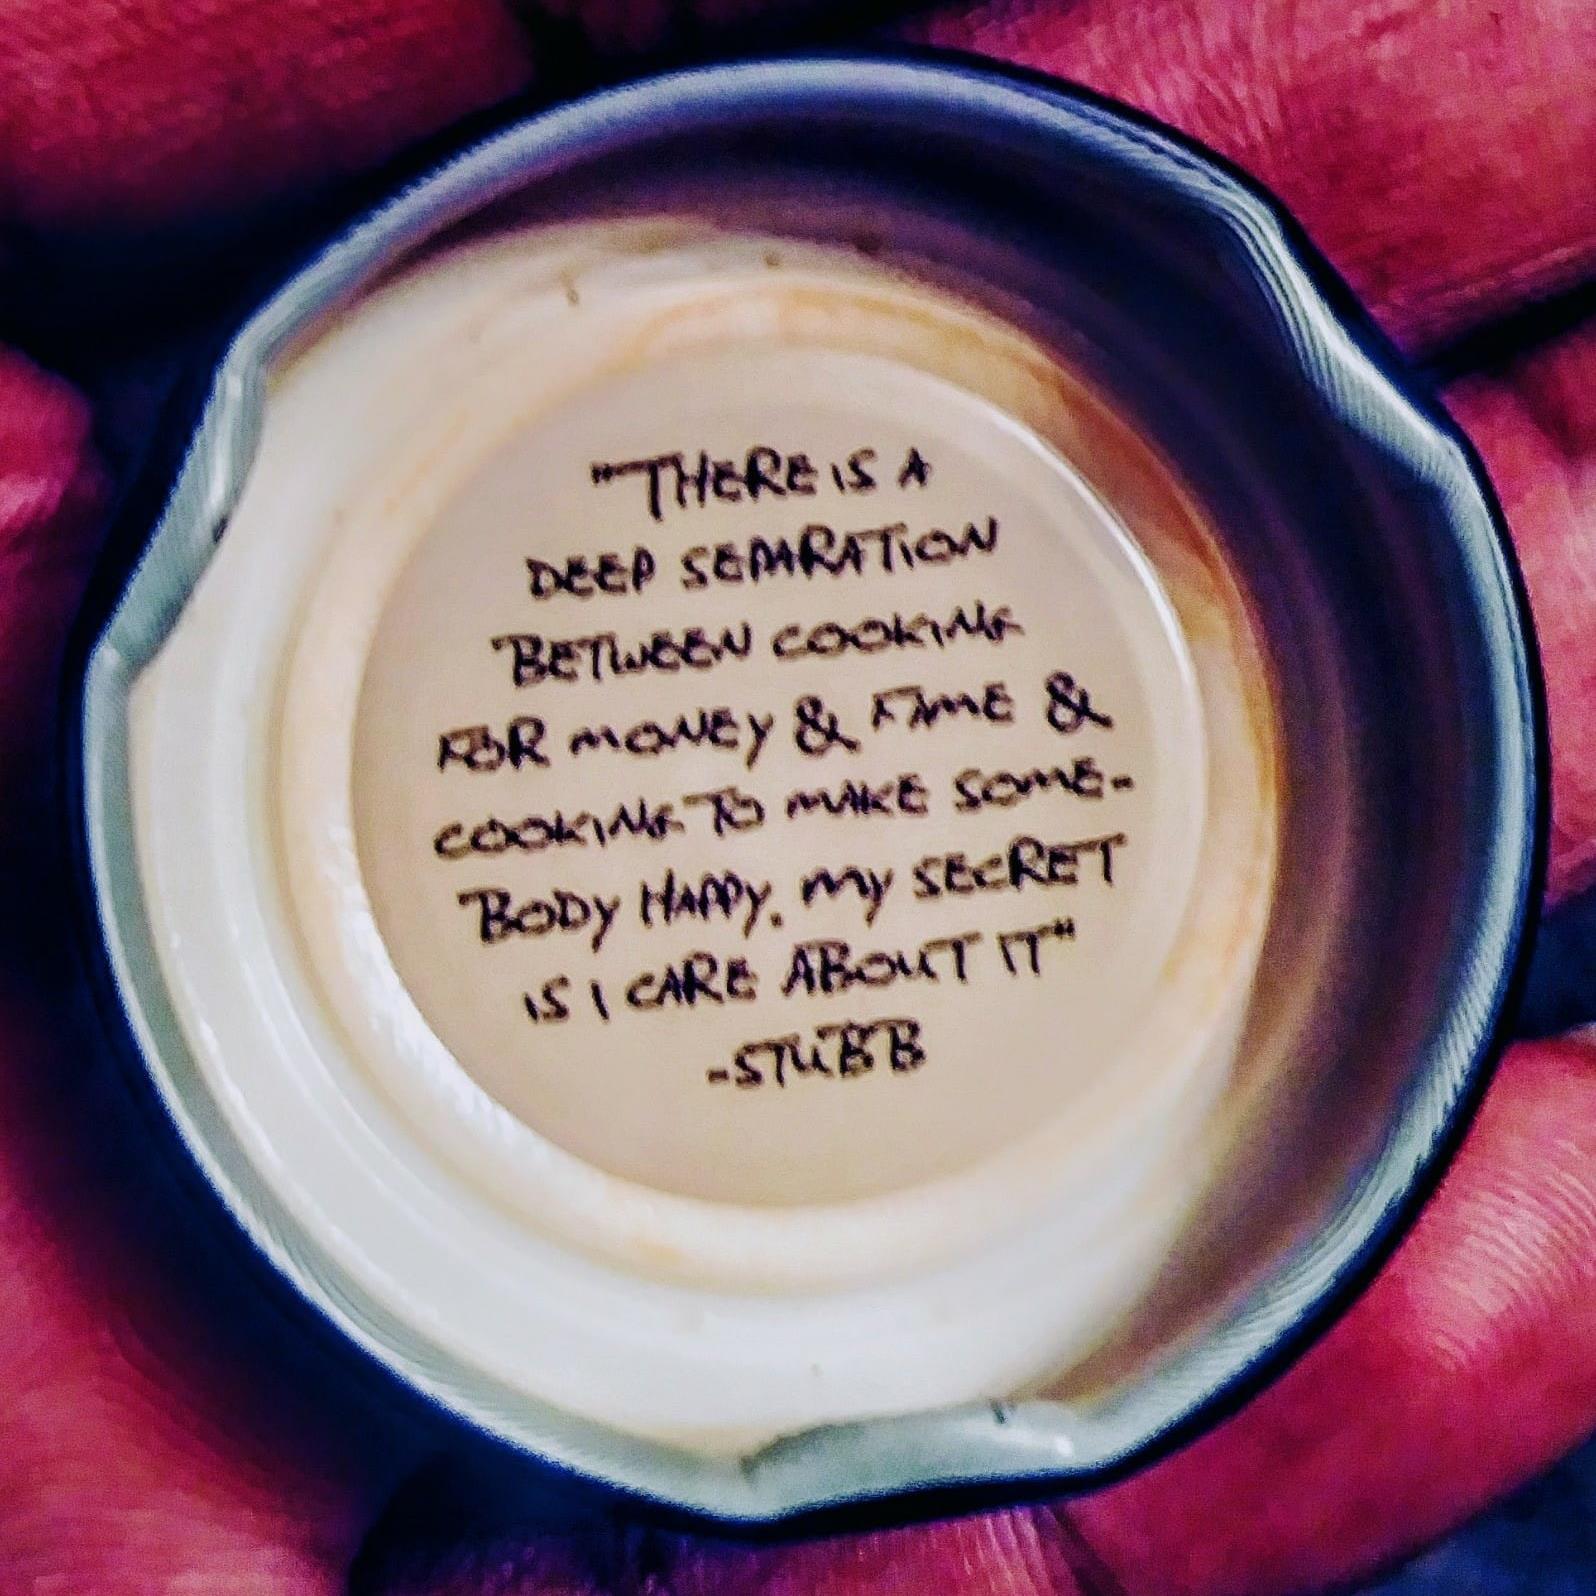 "THERE IS A
DEEP SEPARATION
BETWEEN COOKING
FOR MONEY & FAME &
COOKING TO MAKE SOME-
BODY HAPPY. MY SECRET
IS I CARE ABOUT IT"
-STUBB